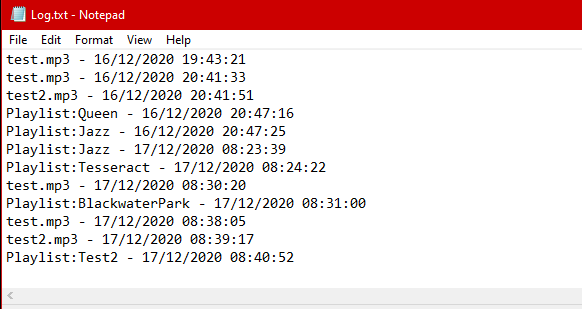 Log.txt - Notepad
File Edit Format View Help
test.mp3 - 16/12/2020 19:43:21
test.mp3 - 16/12/2020 20:41:33
test2.mp3 - 16/12/2020 20:41:51
Playlist:Queen - 16/12/2020 20:47:16
Playlist:Jazz - 16/12/2020 20:47:25
Playlist:Jazz - 17/12/2020 08:23:39
Playlist:Tesseract - 17/12/2020 08:24:22
test.mp3 - 17/12/2020 08:30:20
Playlist:BlackwaterPark - 17/12/2020 08:31:00
test.mp3 - 17/12/2020 08:38:05
test2.mp3 - 17/12/2020 08:39:17
Playlist:Test2 - 17/12/2020 08:40:52